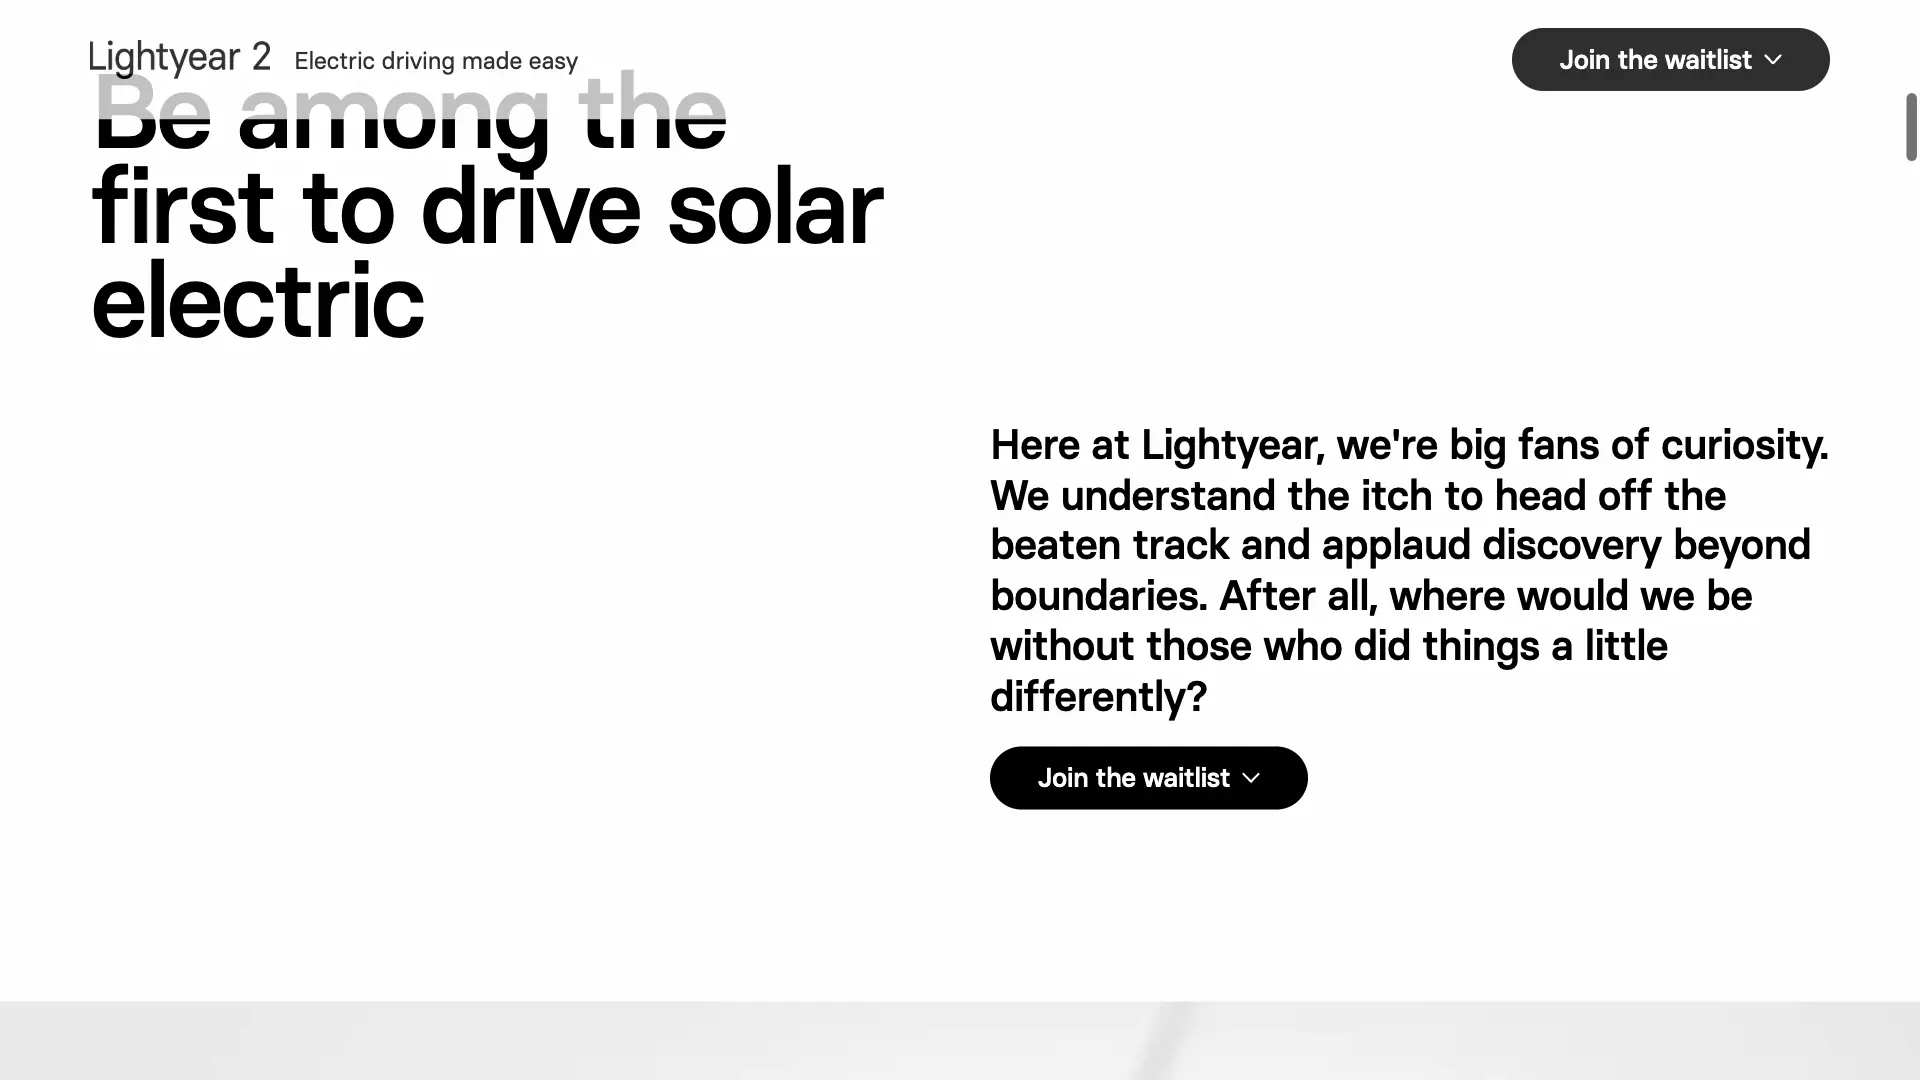 Lightyear 2 Electric driving made easy
Join the waitlist
Be among the
first to drive solar
electric
Here at Lightyear, we're big fans of curiosity.
We understand the itch to head off the
beaten track and applaud discovery beyond
boundaries. After all, where would we be
without those who did things a little
differently?
Join the waitlist